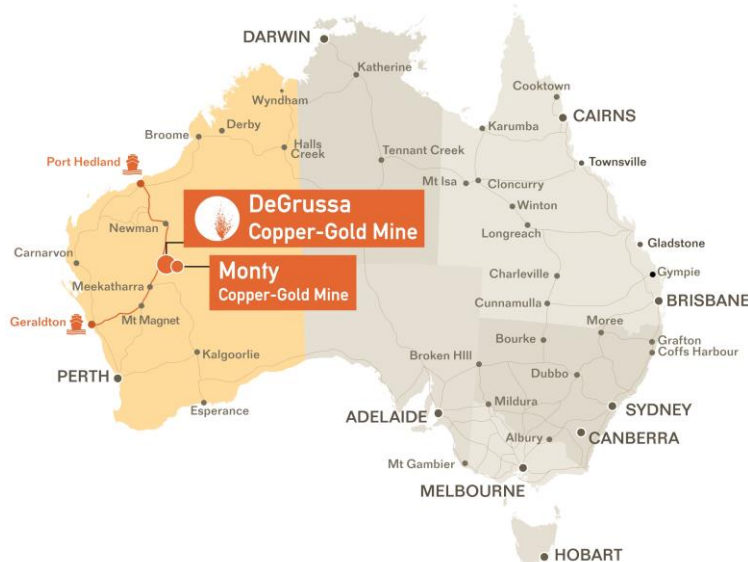 DARWIN
Katherine
Cooktown
Wyndham
CAIRNS
Derby
Karumba
Broome
Halls
Creek
Tennant Creek
Port Hedland
Townsville
Mt Isa
Cloncurry
DeGrussa
Copper-Gold Mine
Winton
Newman
Longreach
Gladstone
Carnarvon
Monty
Copper-Gold Mine
Charleville
Gympie
Meekatharra
Cunnamulla
BRISBANE
Geraldton
Mt Magnet
Moree
Bourke
Grafton
Coffs Harbour
Kalgoorlie
Broken HIll
PERTH
Dubbo
Esperance
Mildura
SYDNEY
ADELAIDE
Albury
CANBERRA
Mt Gambier
MELBOURNE
HOBART